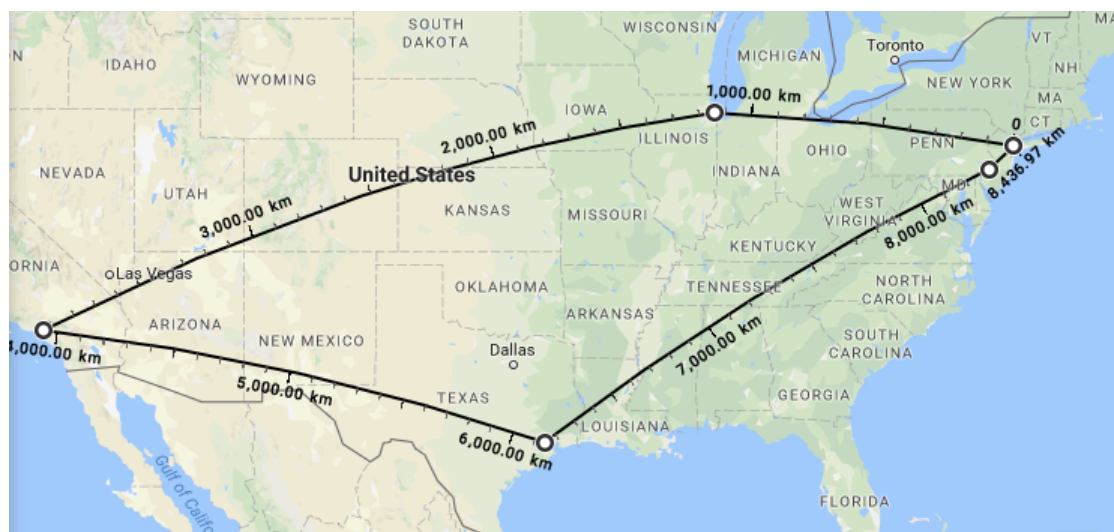 SOUTH
DAKOTA
WISCONSIN
MICHIGAN
Toronto
VT
MA
N
IDAHO
WYOMING
NEW YORK
NH
MA
CT
1,000.00 km
IOWA
0
ILLINOIS
PENN
OHIO
2,000.00 km
8,436.97 km
NEVADA
United States
INDIANA
MD
UTAH
KANSAS
MISSOURI
WEST
VIRGINIA
3,000.00 km
8,000.00 km
KENTUCKY
ORNIA
Las Vegas
OKLAHOMA
TENNESSEE
NORTH
CAROLINA
ARIZONA
ARKANSAS
NEW MEXICO
SOUTH
CAROLINA
4,000.00 km
Dallas
7,000.00 km
5,000.00 km
TEXAS
GEORGIA
LOUISIANA
6,000.00 km
Gulf of Califo
FLORIDA